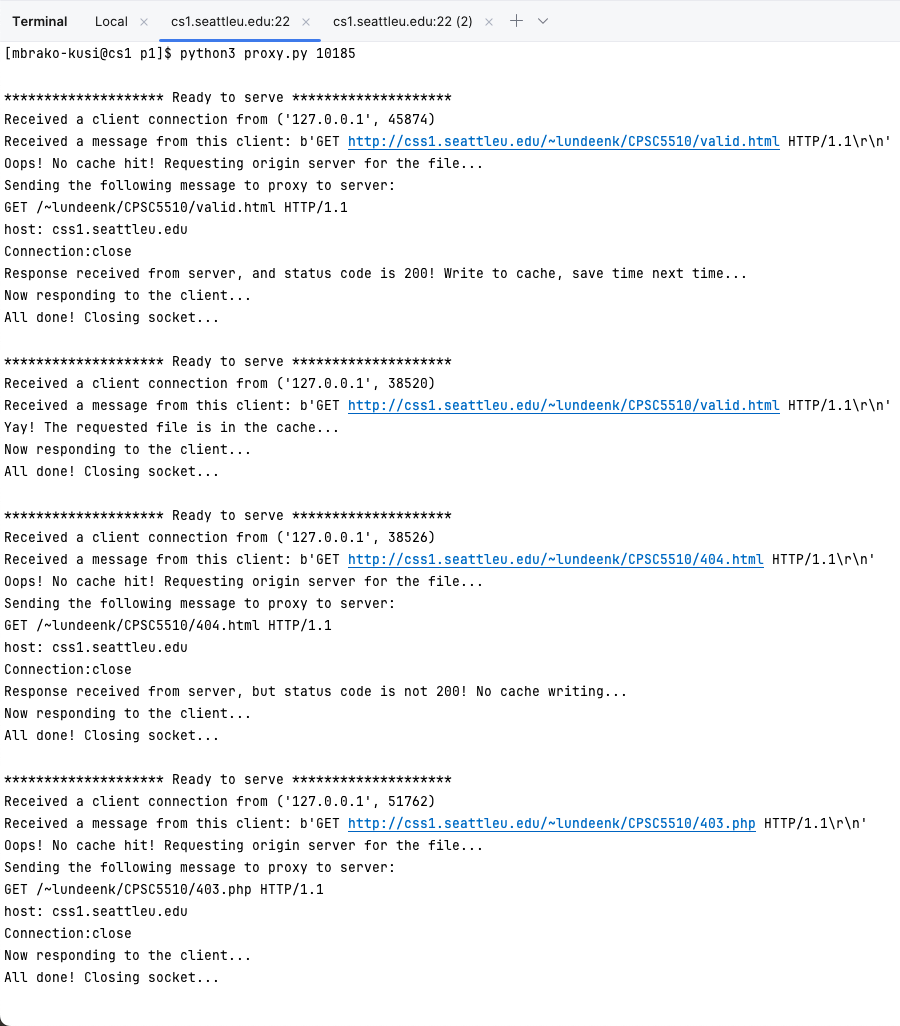 Terminal Local × cs1.seattleu.edu:22 × cs1.seattleu.edu:22 (2) ×
[mbrako-kusi@cs1 p1]$ python3 proxy.py 10185
******************** Ready to serve ********************
Received a client connection from ('127.0.0.1', 45874)
Received a message from this client: b'GET http://css1.seattleu.edu/~lundeenk/CPSC5510/valid.html HTTP/1.1\r\n'
Oops! No cache hit! Requesting origin server for the file...
Sending the following message to proxy to server:
GET /~lundeenk/CPSC5510/valid.html HTTP/1.1
host: css1.seattleu.edu
Connection:close
Response received from server, and status code is 200! Write to cache, save time next time...
Now responding to the client...
All done! Closing socket...
******************** Ready to serve ********************
Received a client connection from ('127.0.0.1', 38520)
Received a message from this client: b'GET http://css1.seattleu.edu/~lundeenk/CPSC5510/valid.html HTTP/1.1\r\n'
Yay! The requested file is in the cache...
Now responding to the client...
All done! Closing socket...
******************** Ready to serve ********************
Received a client connection from ('127.0.0.1', 38526)
Received a message from this client: b'GET http://css1.seattleu.edu/~lundeenk/CPSC5510/404.html HTTP/1.1\r\n'
Oops! No cache hit! Requesting origin server for the file...
Sending the following message to proxy to server:
GET /~lundeenk/CPSC5510/404.html HTTP/1.1
host: css1.seattleu.edu
Connection:close
Response received from server, but status code is not 200! No cache writing...
Now responding to the client...
All done! Closing socket...
******************** Ready to serve ********************
Received a client connection from ('127.0.0.1', 51762)
Received a message from this client: b'GET http://css1.seattleu.edu/~lundeenk/CPSC5510/403.php HTTP/1.1\r\n'
Oops! No cache hit! Requesting origin server for the file...
Sending the following message to proxy to server:
GET /~lundeenk/CPSC5510/403.php HTTP/1.1
host: css1.seattleu.edu
Connection:close
Now responding to the client...
All done! Closing socket...